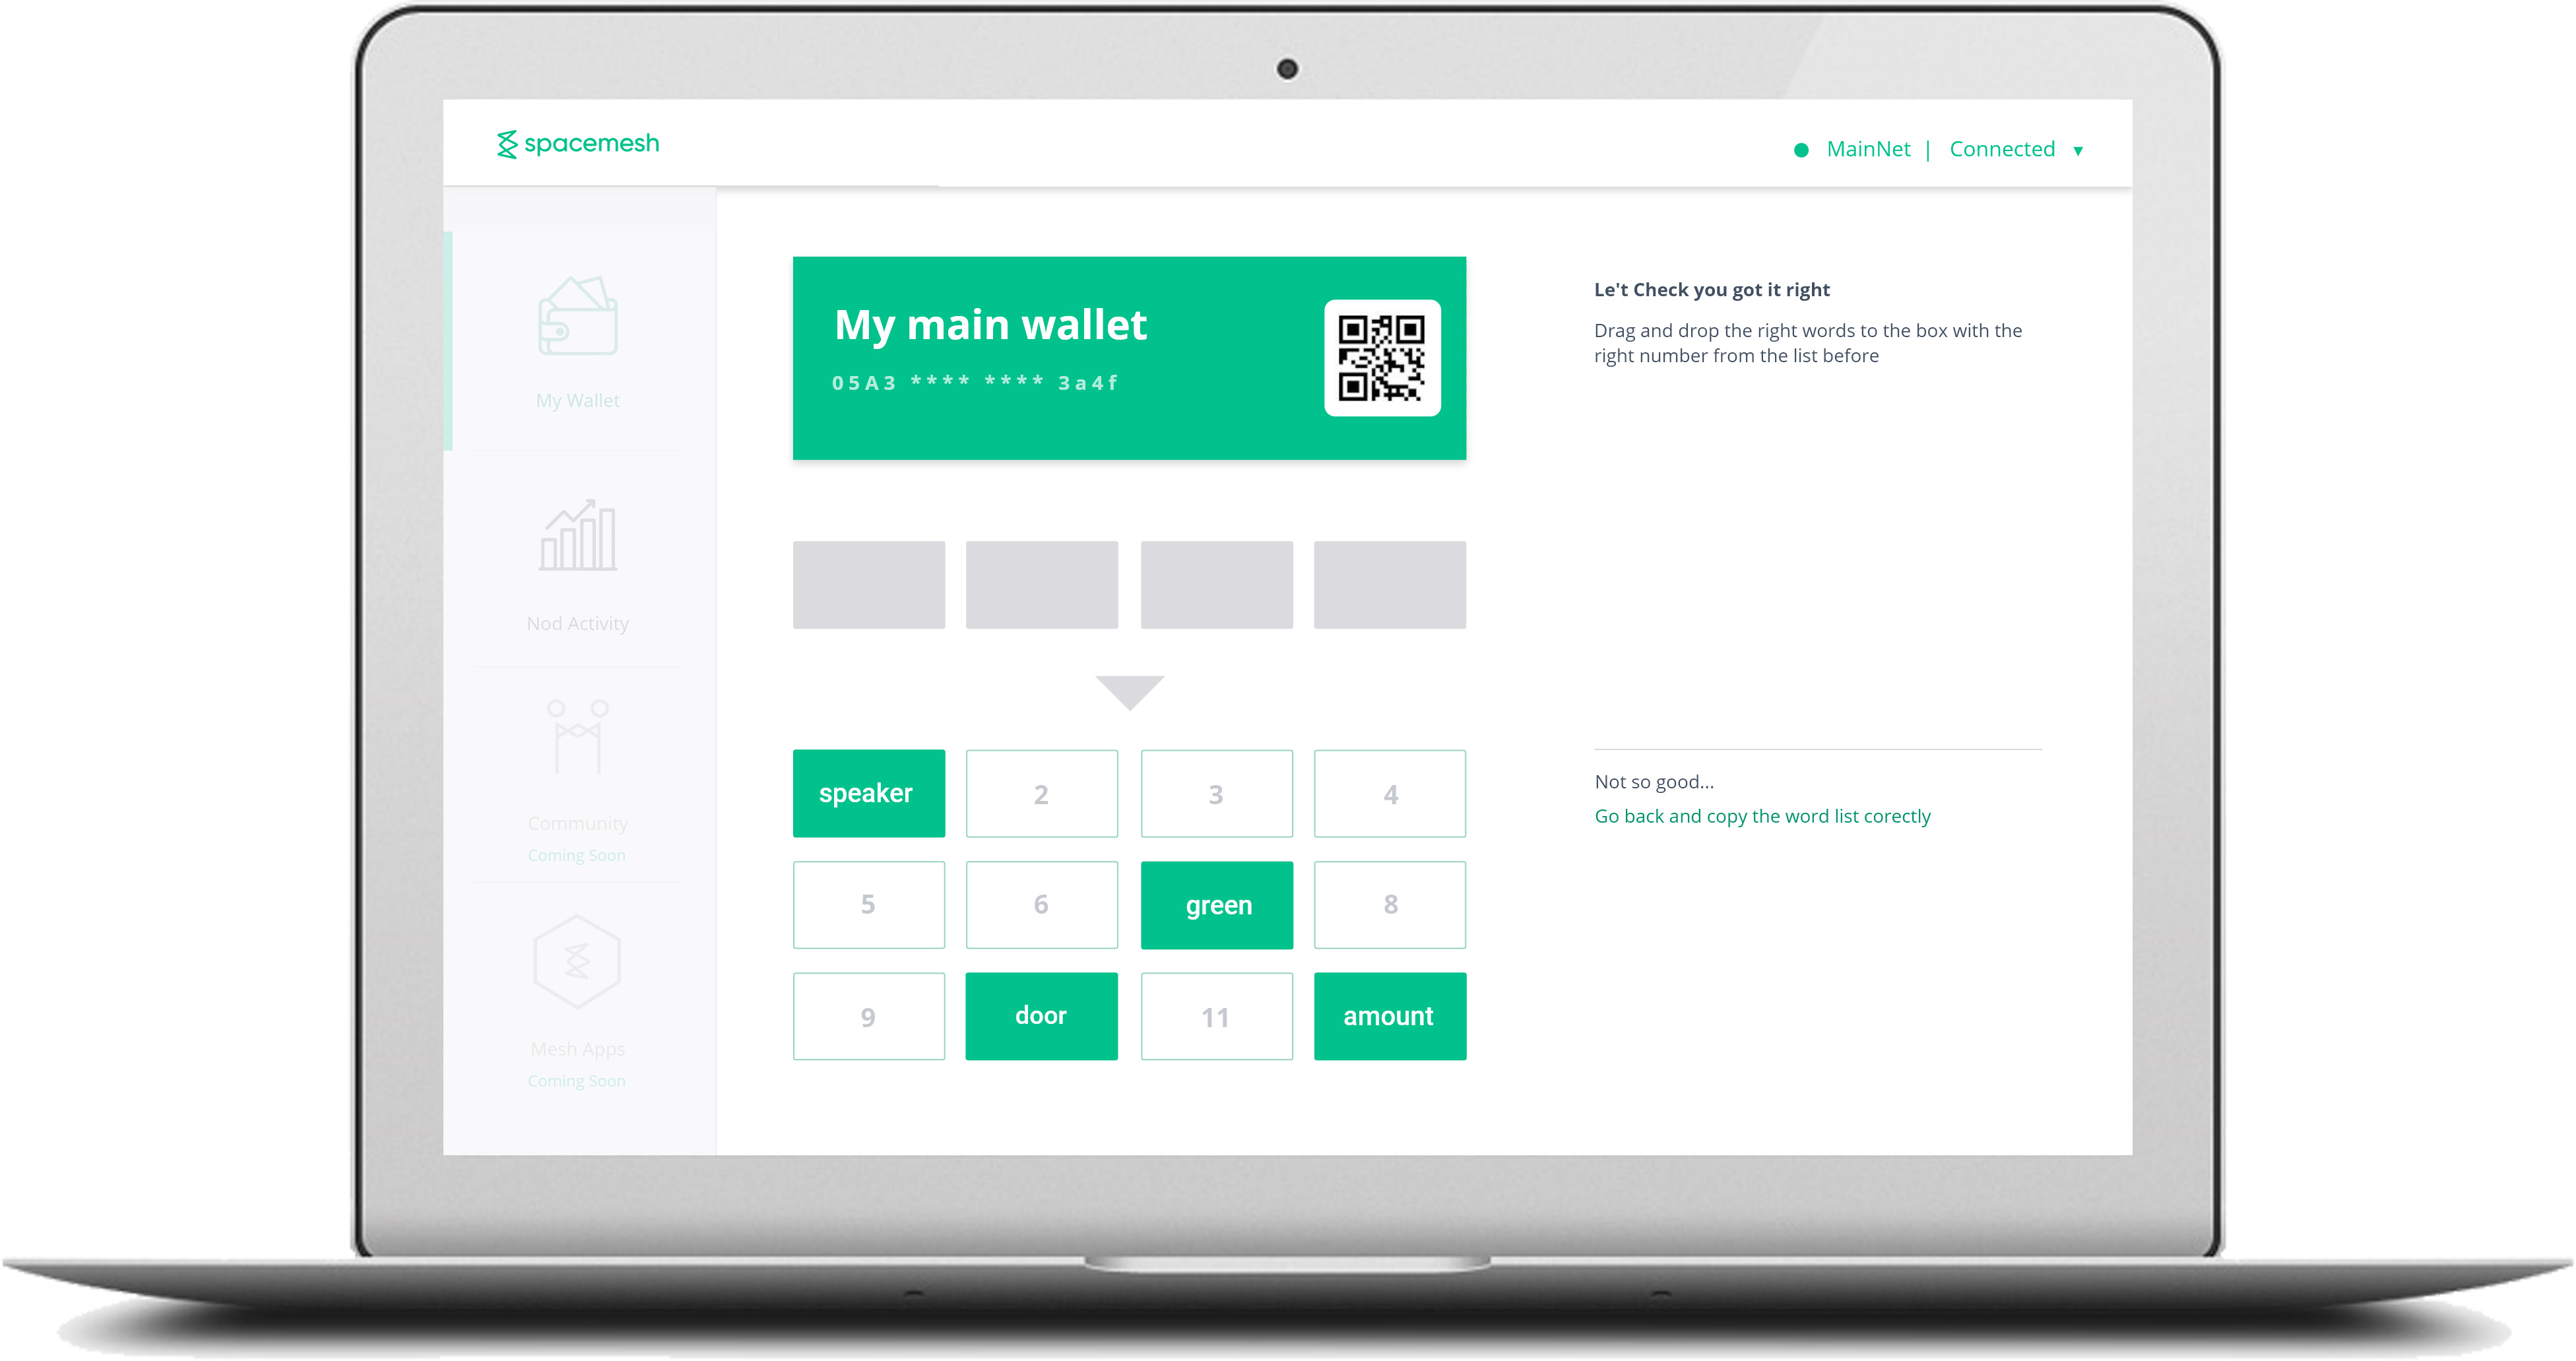 spacemesh
MainNet | Connected ▾
My Wallet
Nod Activity
Community
Coming Soon
Mesh Apps
Coming Soon
My main wallet
05A3 **** **** 3a4f
speaker 2 3 4
5 6 green 8
9 door 11 amount
Le't Check you got it right
Drag and drop the right words to the box with the
right number from the list before
Not so good...
Go back and copy the word list corectly